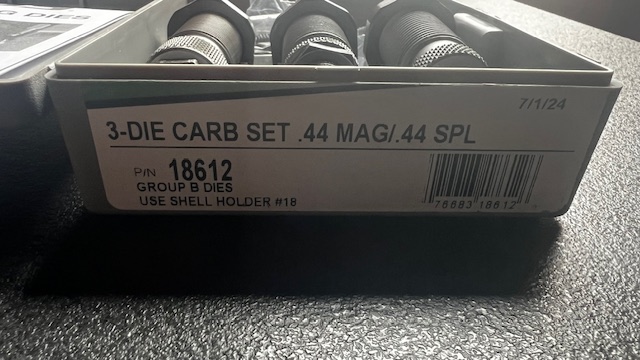 DIES
7/1/24
3-DIE CARB SET .44 MAG/.44 SPL
P/N 18612
GROUP B DIES
USE SHELL HOLDER #18
76683 18612